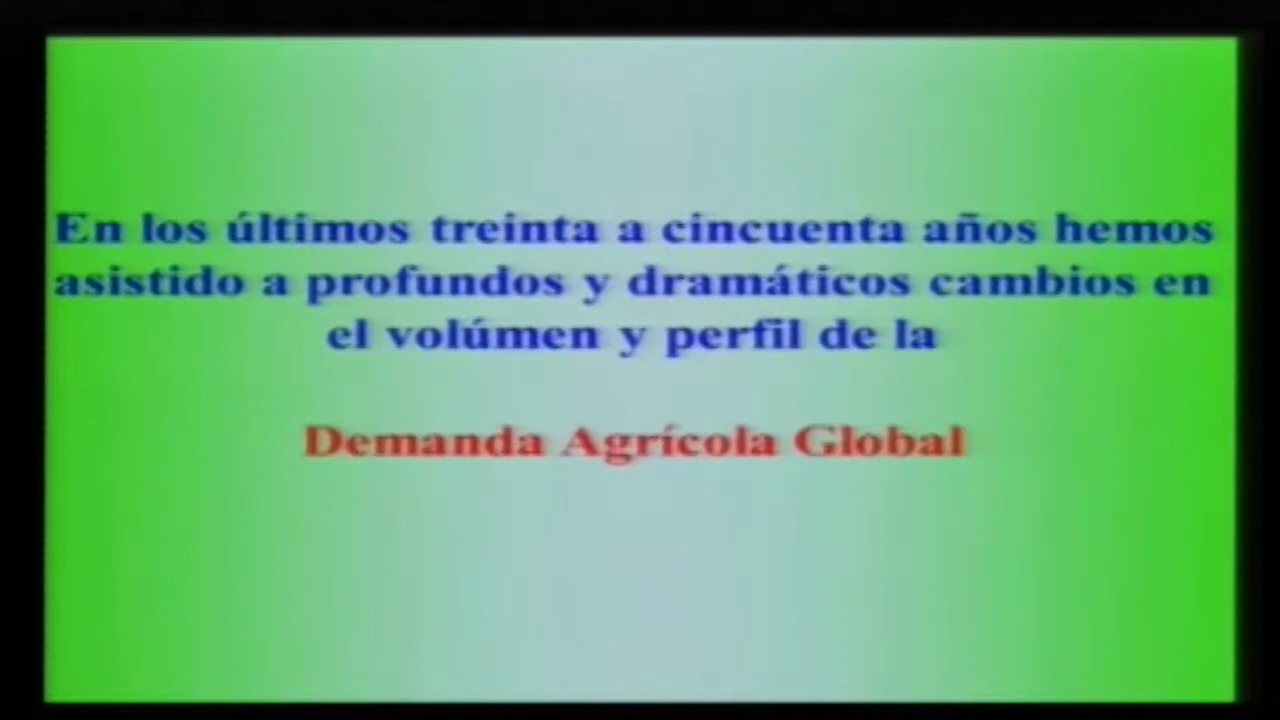 En los últimos treinta a cincuenta años hemos
asistido a profundos y dramáticos cambios en
el volúmen y perfil de la
Demanda Agrícola Global